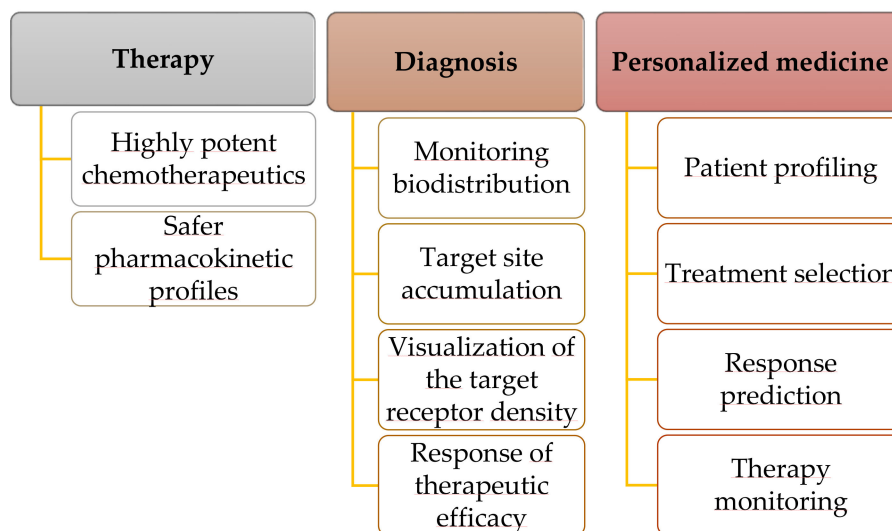 Therapy
Highly potent
chemotherapeutics
Safer
pharmacokinetic
profiles
Diagnosis
Monitoring
biodistribution
Target site
accumulation
Visualization of
the target
receptor density
Response of
therapeutic
efficacy
Personalized medicine
Patient profiling
Treatment selection
Response
prediction
Therapy
monitoring